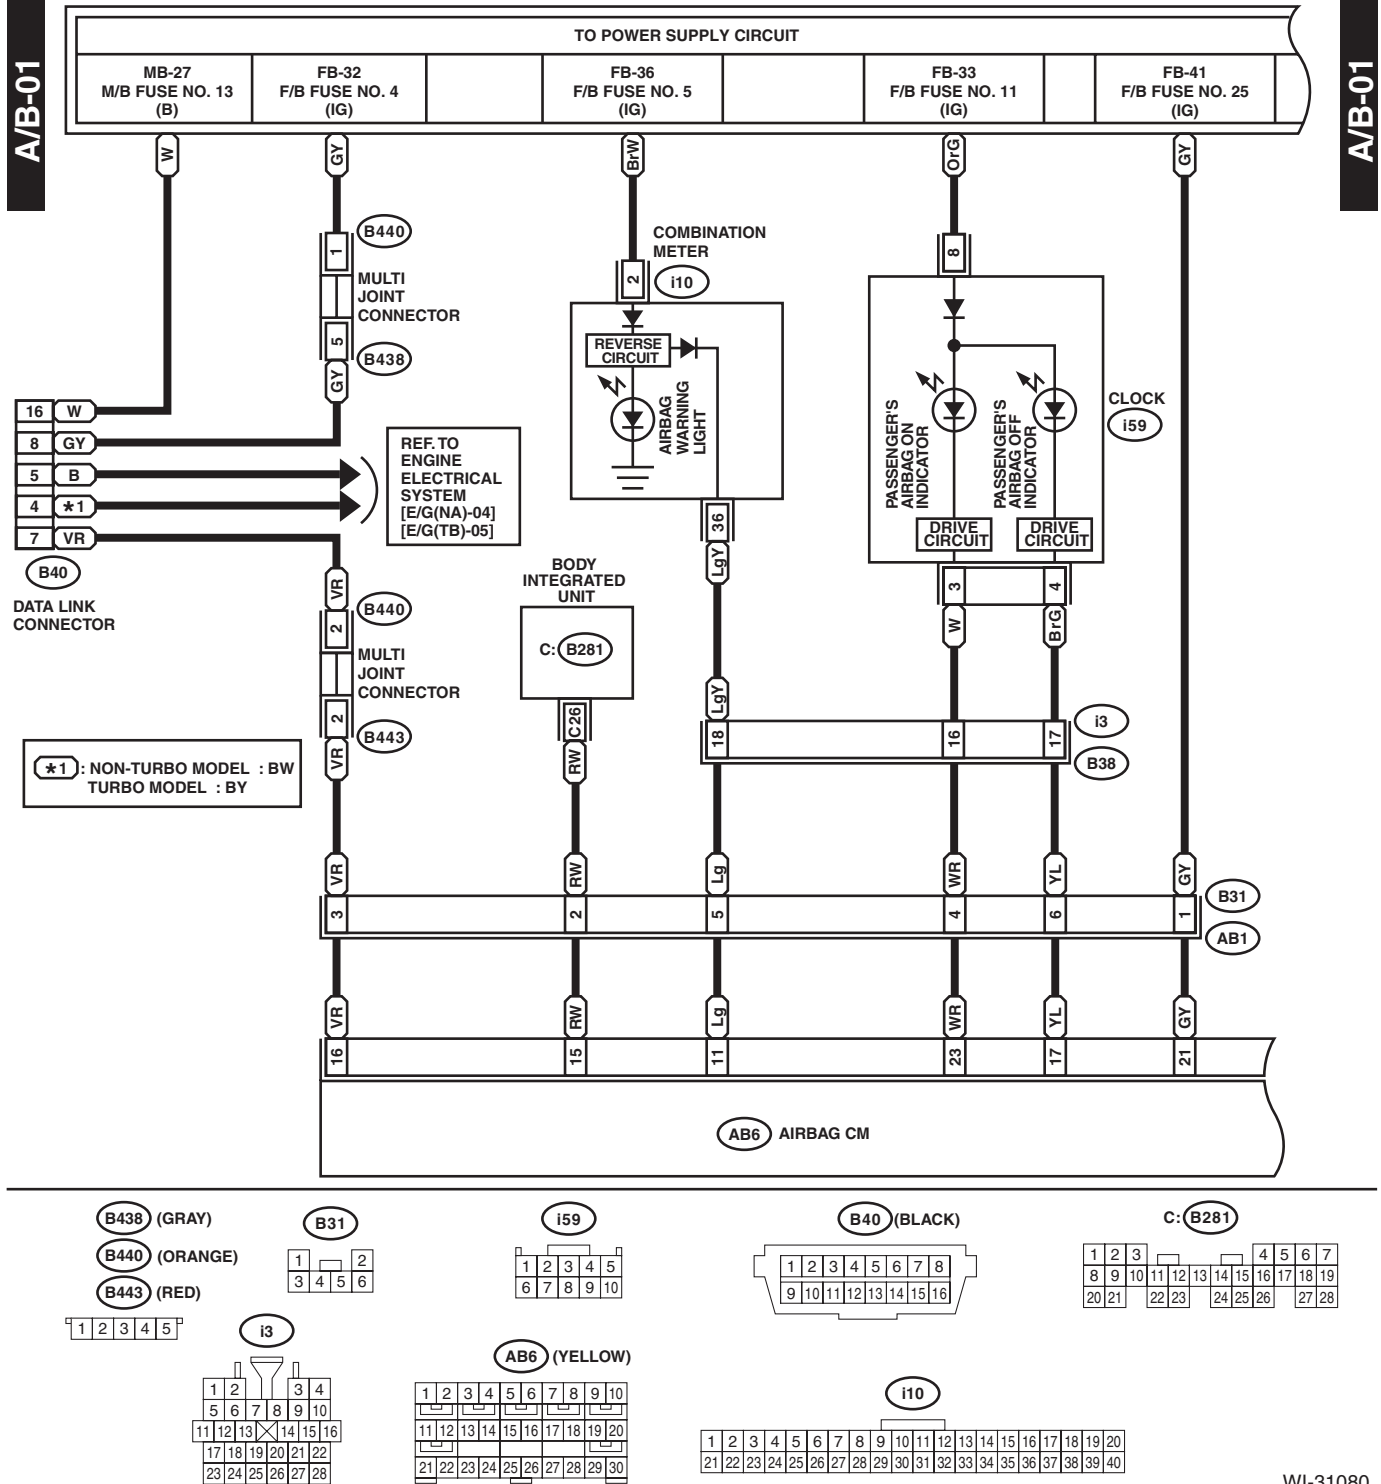 A/B-01
A/B-01
TO POWER SUPPLY CIRCUIT
MB-27
M/B FUSE NO. 13
(B)
FB-32
F/B FUSE NO. 4
(IG)
FB-36
F/B FUSE NO. 5
(IG)
FB-33
F/B FUSE NO. 11
(IG)
FB-41
F/B FUSE NO. 25
(IG)
W
GY
BrW
OrG
GY
B440
1
MULTI
JOINT
CONNECTOR
5
B438
GY
COMBINATION
METER
2
i10
REVERSE
CIRCUIT
AIRBAG
WARNING
LIGHT
36
LgY
8
PASSENGER'S
AIRBAG ON
INDICATOR
PASSENGER'S
AIRBAG OFF
INDICATOR
CLOCK
i59
DRIVE
CIRCUIT
DRIVE
CIRCUIT
3
4
W
BrG
16 W
8 GY
5 B
4 *1
7 VR
B40
DATA LINK
CONNECTOR
REF. TO
ENGINE
ELECTRICAL
SYSTEM
[E/G(NA)-04]
[E/G(TB)-05]
VR
B440
2
MULTI
JOINT
CONNECTOR
2
B443
VR
BODY
INTEGRATED
UNIT
C: B281
C26
RW
LgY
18
16
17
i3
B38
*1 : NON-TURBO MODEL : BW
TURBO MODEL : BY
VR
RW
Lg
WR
YL
GY
3
2
5
4
6
1
B31
AB1
VR
RW
Lg
WR
YL
GY
16
15
11
23
17
21
AB6 AIRBAG CM
B438 (GRAY)
B440 (ORANGE)
B443 (RED)
1 2 3 4 5
B31
1 2
3 4 5 6
i59
1 2 3 4 5
6 7 8 9 10
B40 (BLACK)
1 2 3 4 5 6 7 8
9 10 11 12 13 14 15 16
C: B281
1 2 3 4 5 6 7
8 9 10 11 12 13 14 15 16 17 18 19
20 21 22 23 24 25 26 27 28
i3
1 2 3 4
5 6 7 8 9 10
11 12 13 14 15 16
17 18 19 20 21 22
23 24 25 26 27 28
AB6 (YELLOW)
1 2 3 4 5 6 7 8 9 10
11 12 13 14 15 16 17 18 19 20
21 22 23 24 25 26 27 28 29 30
i10
1 2 3 4 5 6 7 8 9 10 11 12 13 14 15 16 17 18 19 20
21 22 23 24 25 26 27 28 29 30 31 32 33 34 35 36 37 38 39 40
WI-31080